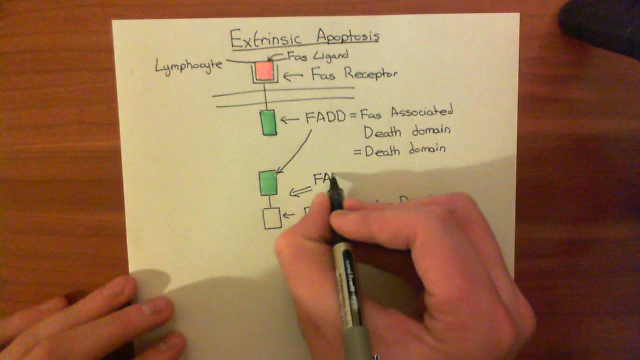 Extrinsic Apoptosis
Lymphocyte
Fas Ligand
Fas Receptor
FADD = Fas Associated
Death domain
= Death domain
FA